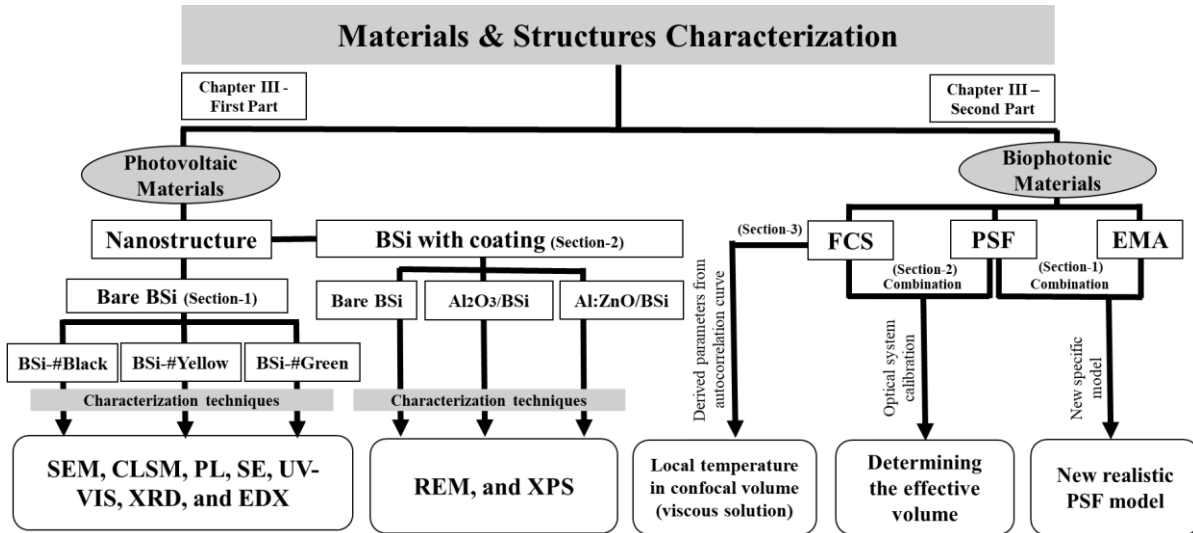 Materials & Structures Characterization
Chapter III -
First Part
Chapter III –
Second Part
Photovoltaic
Materials
Biophotonic
Materials
Nanostructure
BSi with coating (Section-2)
(Section-3)
FCS
PSF
EMA
Bare BSi (Section-1)
Bare BSi
Al2O3/BSi
Al:ZnO/BSi
(Section-2)
Combination
(Section-1)
Combination
BSi-#Black
BSi-#Yellow
BSi-#Green
Derived parameters from
autocorrelation curve
Optical system
calibration
New specific
model
Characterization techniques
Characterization techniques
SEM, CLSM, PL, SE, UV-
VIS, XRD, and EDX
REM, and XPS
Local temperature
in confocal volume
(viscous solution)
Determining
the effective
volume
New realistic
PSF model